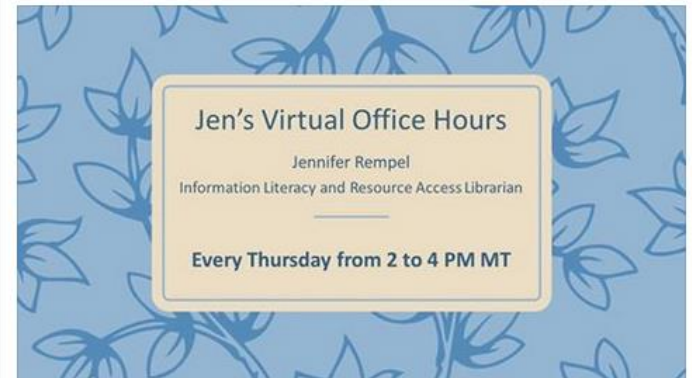 Jen's Virtual Office Hours
Jennifer Rempel
Information Literacy and Resource Access Librarian
Every Thursday from 2 to 4 PM MT